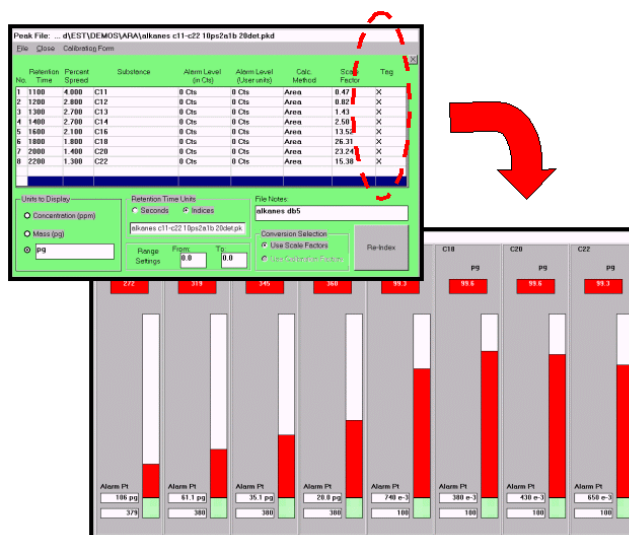 Peak File: ... d\EST\DEMOS\ARA\alkanes c11-c22 10ps2a1b 20det.pkd
File Close Calibration Form
No. Retention Time Percent Spread Substance Alarm Level (in Cts) Alarm Level (User units) Calc. Method Scale Factor Tag
1 1100 4.000 C11 0 Cts 0 Cts Area 0.47 X
2 1200 2.800 C12 0 Cts 0 Cts Area 0.82 X
3 1300 2.700 C13 0 Cts 0 Cts Area 1.43 X
4 1400 2.700 C14 0 Cts 0 Cts Area 2.50 X
5 1600 2.100 C16 0 Cts 0 Cts Area 13.52 X
6 1800 1.800 C18 0 Cts 0 Cts Area 26.31 X
7 2000 1.400 C20 0 Cts 0 Cts Area 23.24 X
8 2200 1.300 C22 0 Cts 0 Cts Area 15.38 X
Units to Display
Concentration (ppm)
Mass (pg)
pg
Retention Time Units
Seconds Indices
alkanes c11-c22 10ps2a1b 20det.pk
Range Settings From: To:
0.0 0.0
File Notes:
alkanes db5
Conversion Selection
Use Scale Factors
Use Calibration Factors
Re-Index
C18 C20 C22
pg pg pg
272 319 345 360 99.3 99.6 99.6 99.3
Alarm Pt Alarm Pt Alarm Pt Alarm Pt Alarm Pt Alarm Pt Alarm Pt Alarm Pt
106 pg 61.1 pg 35.1 pg 20.0 pg 740 e-3 380 e-3 430 e-3 650 e-3
379 380 380 380 100 100 100 100